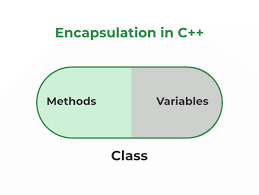 Encapsulation in C++
Methods Variables
Class